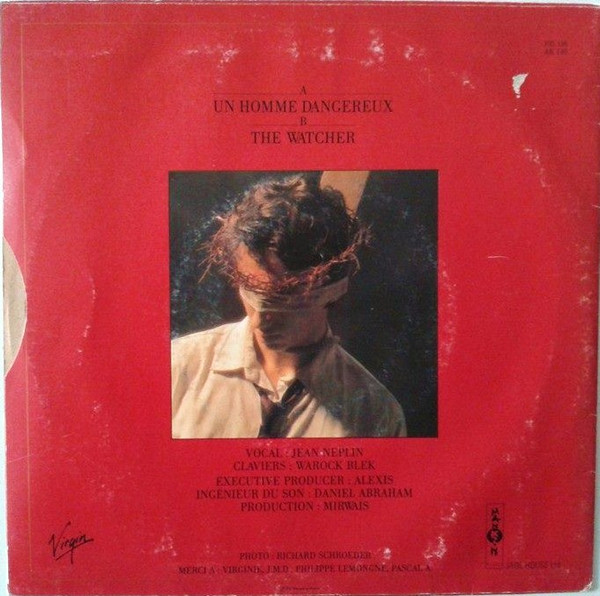 A
UN HOMME DANGEREUX
B
THE WATCHER
VOCAL : JEAN NEPLIN
CLAVIERS : WAROCK BLEK
EXECUTIVE PRODUCER : ALEXIS
INGENIEUR DU SON : DANIEL ABRAHAM
PRODUCTION : MIRWAIS
Virgin
PHOTO : RICHARD SCHROEDER
MERCI A : VIRGINIE, J.M.D., PHILIPPE LEMONGNE, PASCAL A.